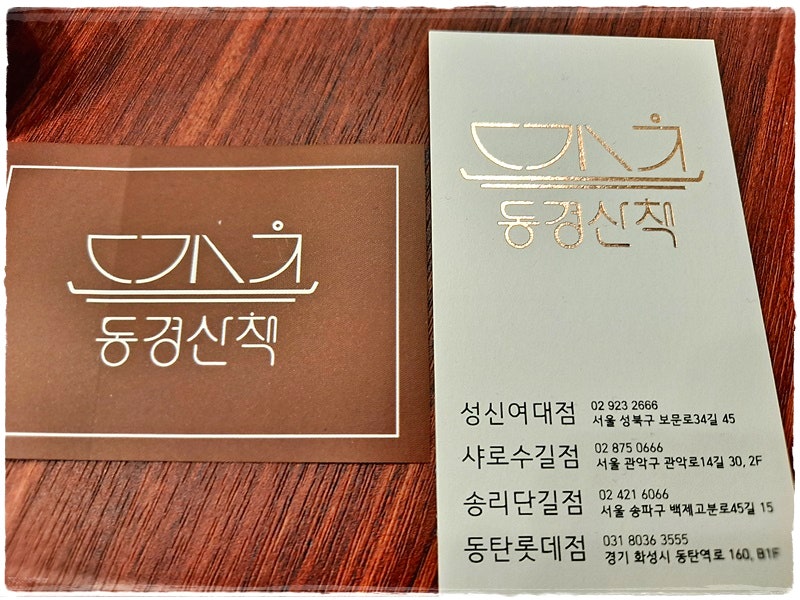 동경산책
동경산책
성신여대점 02 923 2666
서울 성북구 보문로34길 45
샤로수길점 02 875 0666
서울 관악구 관악로14길 30, 2F
송리단길점 02 421 6066
서울 송파구 백제고분로45길 15
동탄롯데점 031 8036 3555
경기 화성시 동탄역로 160, B1F